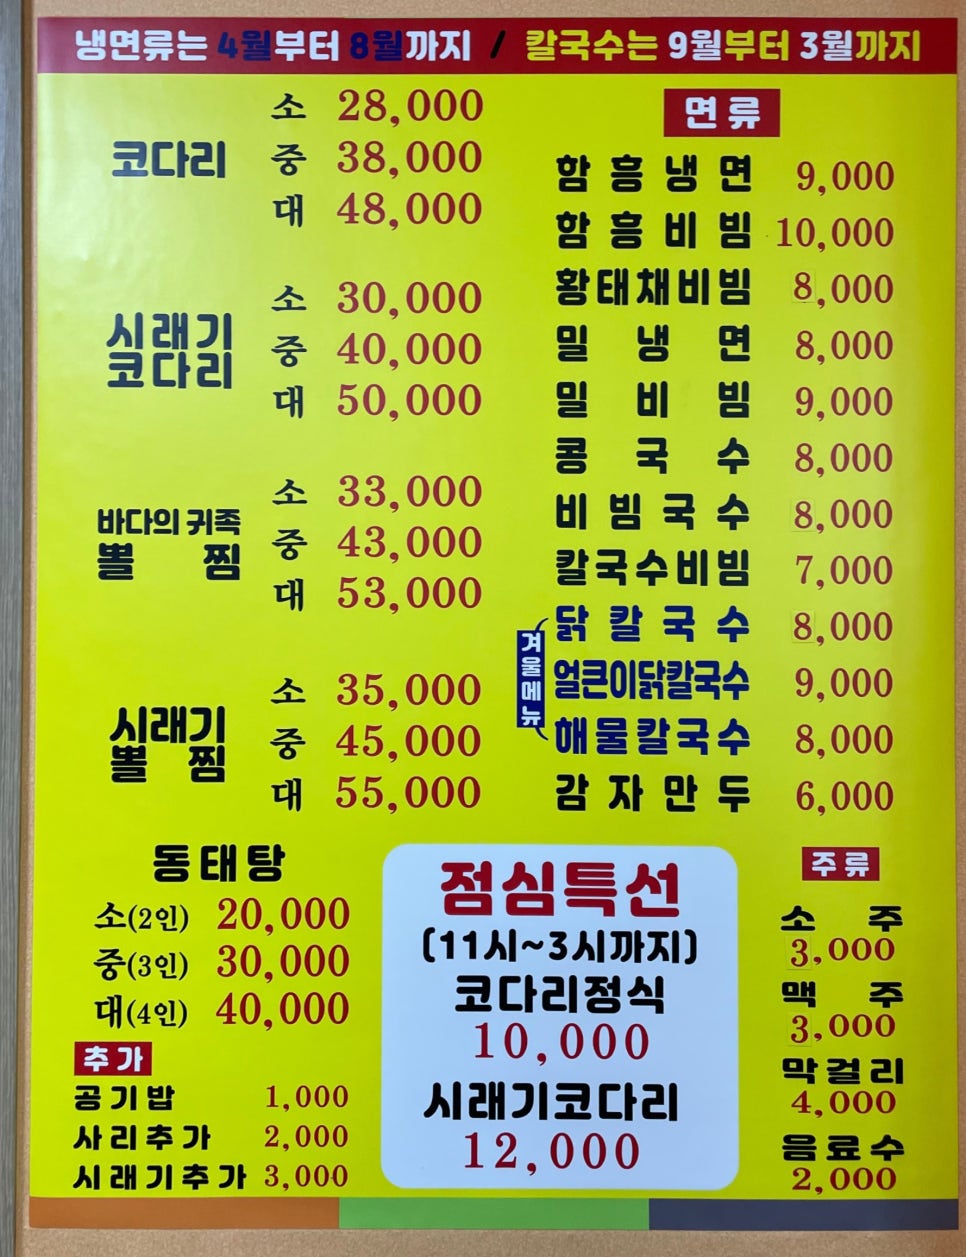 냉면류는 4월부터 8월까지 / 칼국수는 9월부터 3월까지
코다리
소 28,000
중 38,000
대 48,000
시래기
코다리
소 30,000
중 40,000
대 50,000
바다의 귀족
뽈찜
소 33,000
중 43,000
대 53,000
시래기
뽈찜
소 35,000
중 45,000
대 55,000
면류
함흥냉면 9,000
함흥비빔 10,000
황태채비빔 8,000
밀냉면 8,000
밀비빔 9,000
콩국수 8,000
비빔국수 8,000
칼국수비빔 7,000
겨울메뉴
닭칼국수 8,000
얼큰이닭칼국수 9,000
해물칼국수 8,000
감자만두 6,000
동태탕
소(2인) 20,000
중(3인) 30,000
대(4인) 40,000
추가
공기밥 1,000
사리추가 2,000
시래기추가 3,000
점심특선
(11시~3시까지)
코다리정식
10,000
시래기코다리
12,000
주류
소주
3,000
맥주
3,000
막걸리
4,000
음료수
2,000